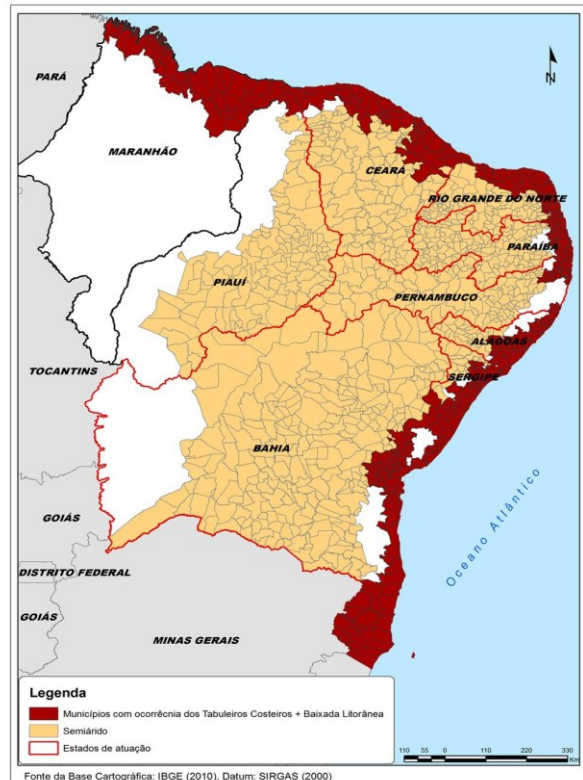 PARÁ
N
MARANHÃO
CEARÁ
RIO GRANDE DO NORTE
PARAÍBA
PIAUÍ
PERNAMBUCO
ALAGOAS
SERGIPE
TOCANTINS
BAHIA
Oceano Atlântico
GOIÁS
DISTRITO FEDERAL
GOIÁS
MINAS GERAIS
Legenda
Municípios com ocorrêcnia dos Tabuleiros Costeiros + Baixada Litorânea
Semiárido
Estados de atuação
110 55 0 110 220 330
Km
Fonte da Base Cartográfica: IBGE (2010), Datum: SIRGAS (2000)